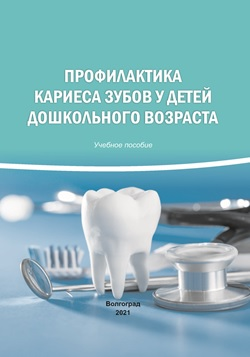 ПРОФИЛАКТИКА
КАРИЕСА ЗУБОВ У ДЕТЕЙ
ДОШКОЛЬНОГО ВОЗРАСТА
Учебное пособие
Волгоград
2021